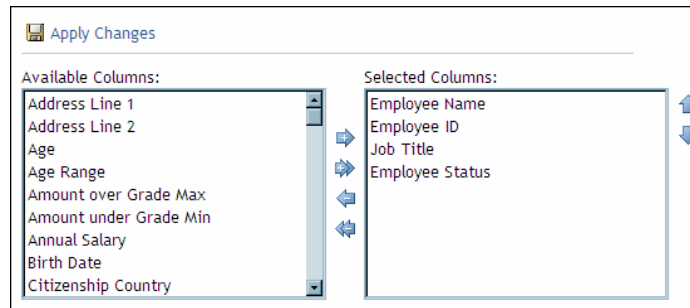 Apply Changes
Available Columns:
Address Line 1
Address Line 2
Age
Age Range
Amount over Grade Max
Amount under Grade Min
Annual Salary
Birth Date
Citizenship Country
Selected Columns:
Employee Name
Employee ID
Job Title
Employee Status